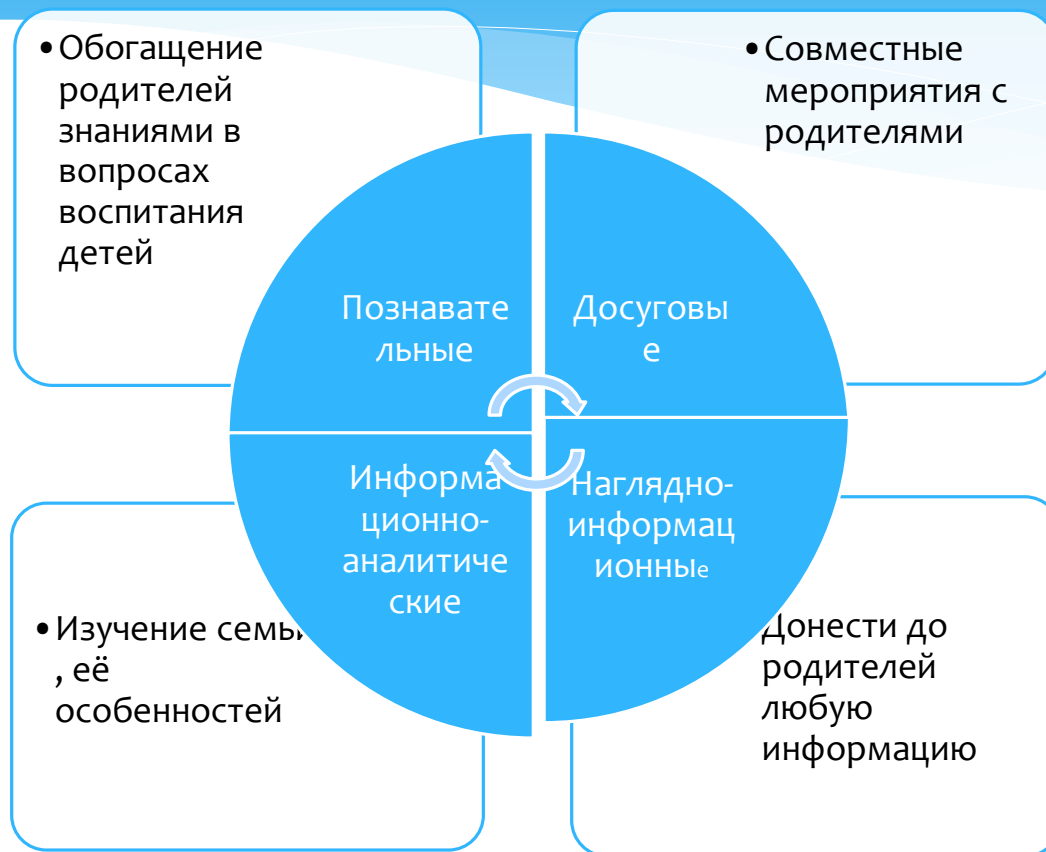 •Обогащение
родителей
знаниями в
вопросах
воспитания
детей
•Совместные
мероприятия с
родителями
Познавате
льные
Досуговы
е
Информа
ционно-
аналитиче
ские
Наглядно-
информац
ионные
•Изучение семьи
, её
особенностей
Донести до
родителей
любую
информацию